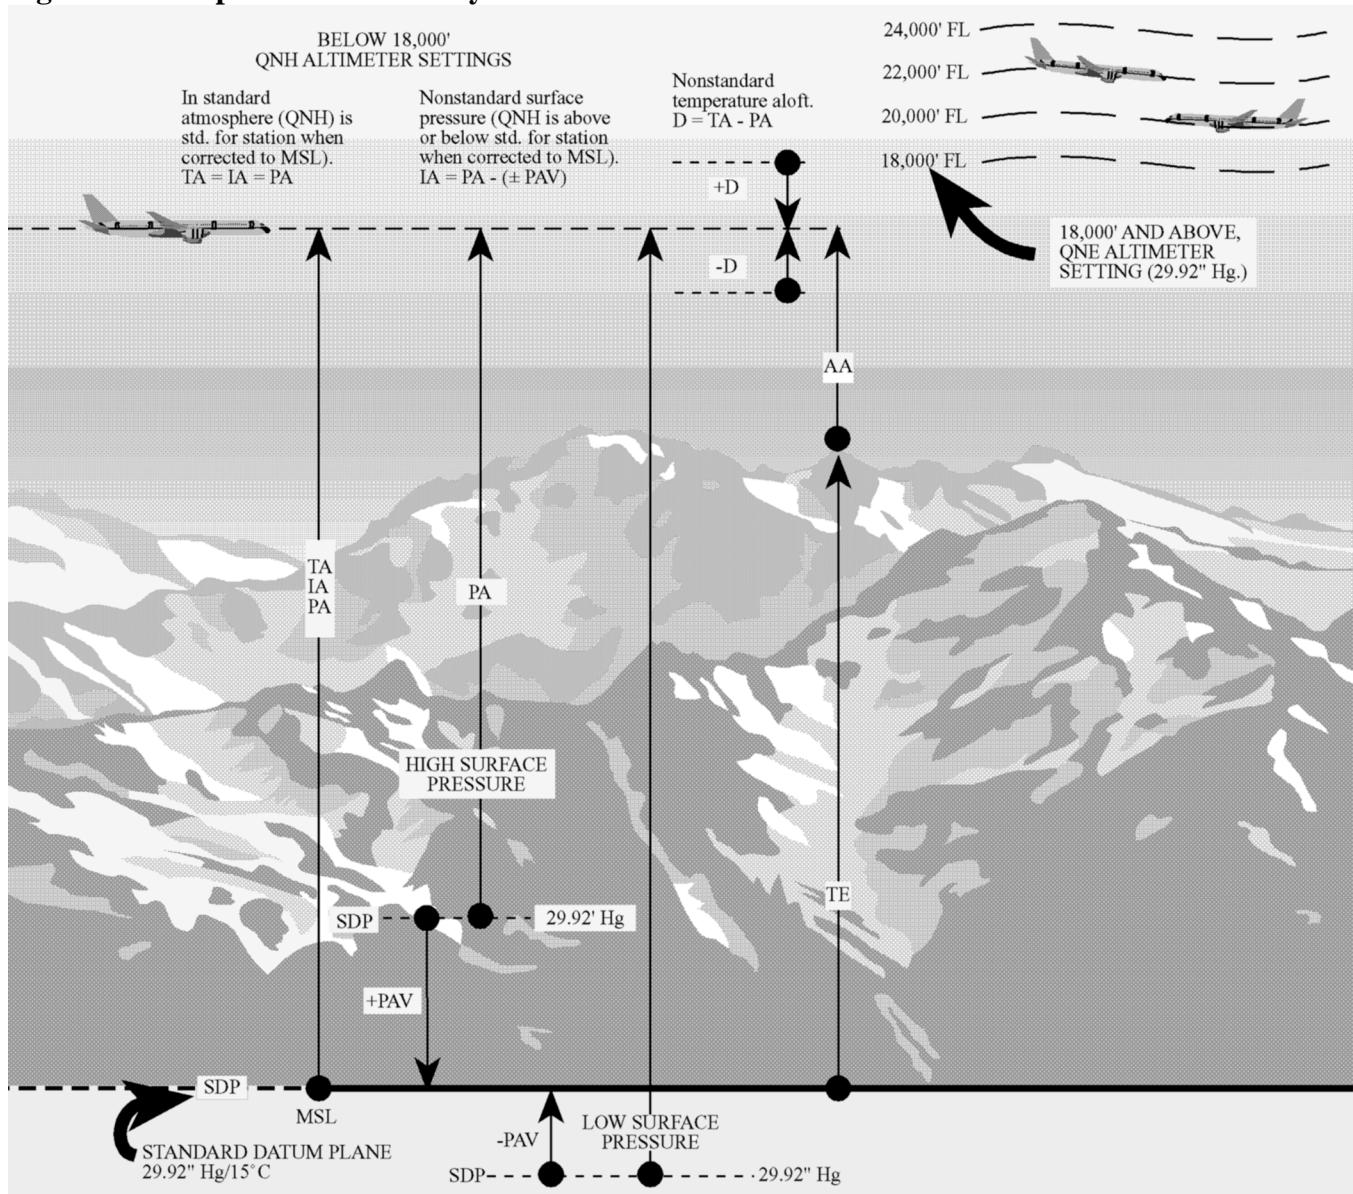 BELOW 18,000'
QNH ALTIMETER SETTINGS
In standard
atmosphere (QNH) is
std. for station when
corrected to MSL).
TA = IA = PA
Nonstandard surface
pressure (QNH is above
or below std. for station
when corrected to MSL).
IA = PA - (± PAV)
Nonstandard
temperature aloft.
D = TA - PA
+D
-D
24,000' FL
22,000' FL
20,000' FL
18,000' FL
18,000' AND ABOVE,
QNE ALTIMETER
SETTING (29.92" Hg.)
AA
TA
IA
PA
PA
HIGH SURFACE
PRESSURE
TE
SDP
29.92' Hg
+PAV
SDP
MSL
STANDARD DATUM PLANE
29.92" Hg/15°C
-PAV
LOW SURFACE
PRESSURE
SDP
29.92" Hg